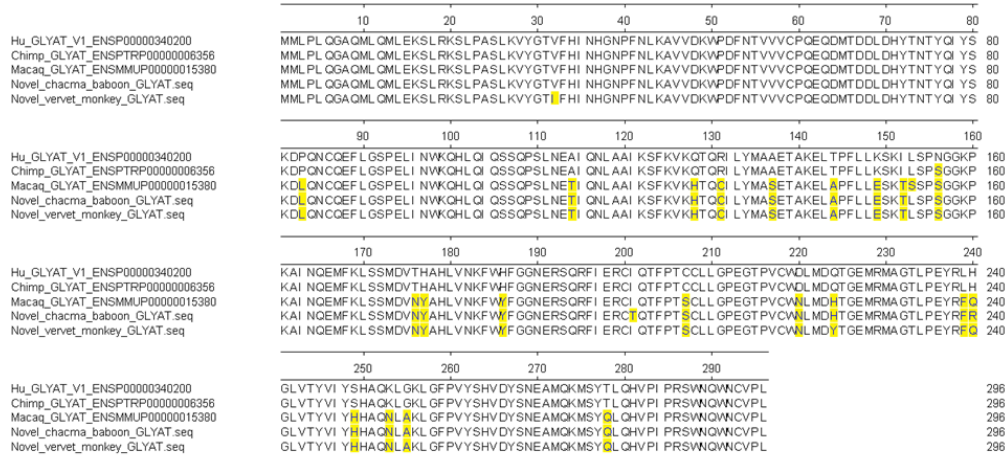 10 20 30 40 50 60 70 80
Hu_GLYAT_V1_ENSP00000340200 MMLPLQGAQMLQMLEKSLRKSLPASLKVYGTVFHINHGNPFNLKAVVDKWPDFNTVVVCPQEQDMTDDLDHYTNTYQIYS 80
Chimp_GLYAT_ENSPTRP00000006356 MMLPLQGAQMLQMLEKSLRKSLPASLKVYGTVFHINHGNPFNLKAVVDKWPDFNTVVVCPQEQDMTDDLDHYTNTYQIYS 80
Macaq_GLYAT_ENSMMUP00000015380 MMLPLQGAQMLQMLEKSLRKSLPASLKVYGTVFHINHGNPFNLKAVVDKWPDFNTVVVCPQEQDMTDDLDHYTNTYQIYS 80
Novel_chacma_baboon_GLYAT.seq MMLPLQGAQMLQMLEKSLRKSLPASLKVYGTVFHINHGNPFNLKAVVDKWPDFNTVVVCPQEQDMTDDLDHYTNTYQIYS 80
Novel_vervet_monkey_GLYAT.seq MMLPLQGAQMLQMLEKSLRKSLPASLKVYGTIFHINHGNPFNLKAVVDKWPDFNTVVVCPQEQDMTDDLDHYTNTYQIYS 80
90 100 110 120 130 140 150 160
Hu_GLYAT_V1_ENSP00000340200 KDPQNCQEFLGSPELINWKQHLQIQSSQPSLNEAIQNLAAIKSFKVKQTQRILYMAAETAKELTPFLLKSKILSPNGGKP 160
Chimp_GLYAT_ENSPTRP00000006356 KDPQNCQEFLGSPELINWKQHLQIQSSQPSLNEAIQNLAAIKSFKVKQTQRILYMAAETAKELTPFLLKSKILSPSGGKP 160
Macaq_GLYAT_ENSMMUP00000015380 KDLQNCQEFLGSPELINWKQHLQIQSSQPSLNETIQNLAAIKSFKVKHTQCILYMASETAKELAPFLLESKTSSPSGGKP 160
Novel_chacma_baboon_GLYAT.seq KDLQNCQEFLGSPELINWKQHLQIQSSQPSLNETIQNLAAIKSFKVKHTQCILYMASETAKELAPFLLESKTLSPSGGKP 160
Novel_vervet_monkey_GLYAT.seq KDLQNCQEFLGSPELINWKQHLQIQSSQPSLNETIQNLAAIKSFKVKHTQCILYMASETAKELAPFLLESKTLSPSGGKP 160
170 180 190 200 210 220 230 240
Hu_GLYAT_V1_ENSP00000340200 KAINQEMFKLSSMDVTHAHLVNKFWHFGGNERSQRFIERCIQTFPTCCLLGPEGTPVCWDLMDQTGEMRMAGTLPEYRLH 240
Chimp_GLYAT_ENSPTRP00000006356 KAINQEMFKLSSMDVTHAHLVNKFWHFGGNERSQRFIERCIQTFPTCCLLGPEGTPVCWDLMDQTGEMRMAGTLPEYRLH 240
Macaq_GLYAT_ENSMMUP00000015380 KAINQEMFKLSSMDVNYAHLVNKFWYFGGNERSQRFIERCIQTFPTSCLLGPEGTPVCWNLMDHTGEMRMAGTLPEYRFQ 240
Novel_chacma_baboon_GLYAT.seq KAINQEMFKLSSMDVNYAHLVNKFWYFGGNERSQRFIERCTQTFPTSCLLGPEGTPVCWNLMDHTGEMRMAGTLPEYRFR 240
Novel_vervet_monkey_GLYAT.seq KAINQEMFKLSSMDVNYAHLVNKFWYFGGNERSQRFIERCIQTFPTSCLLGPEGTPVCWNLMDYTGEMRMAGTLPEYRFQ 240
250 260 270 280 290
Hu_GLYAT_V1_ENSP00000340200 GLVTYVIYSHAQKLGKLGFPVYSHVDYSNEAMQKMSYTLQHVPIPRSWNQWNCVPL 296
Chimp_GLYAT_ENSPTRP00000006356 GLVTYVIYSHAQKLGKLGFPVYSHVDYSNEAMQKMSYTLQHVPIPRSWNQWNCVPL 296
Macaq_GLYAT_ENSMMUP00000015380 GLVTYVIYHHAQNLAKLGFPVYSHVDYSNEAMQKMSYQLQHVPIPRSWNQWNCVPL 296
Novel_chacma_baboon_GLYAT.seq GLVTYVIYHHAQNLAKLGFPVYSHVDYSNEAMQKMSYQLQHVPIPRSWNQWNCVPL 296
Novel_vervet_monkey_GLYAT.seq GLVTYVIYHHAQNLAKLGFPVYSHVDYSNEAMQKMSYQLQHVPIPRSWNQWNCVPL 296